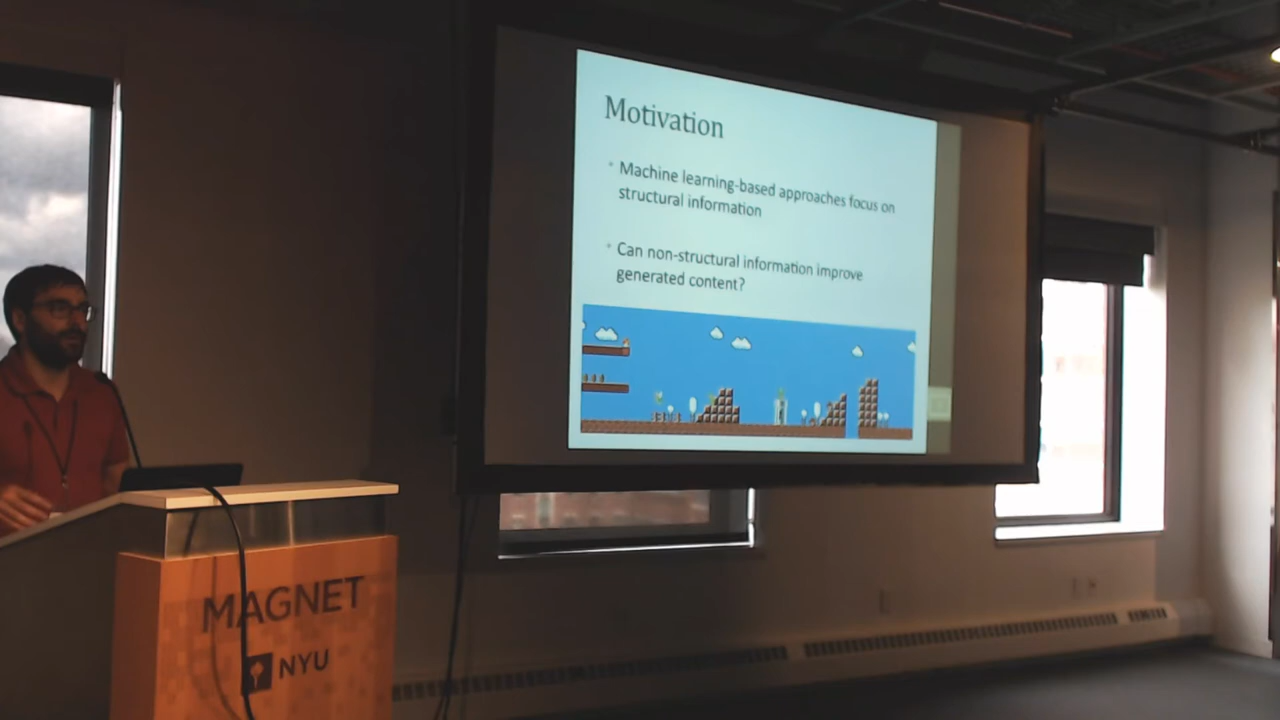 Motivation
Machine learning-based approaches focus on
structural information
Can non-structural information improve
generated content?
MAGNET
NYU